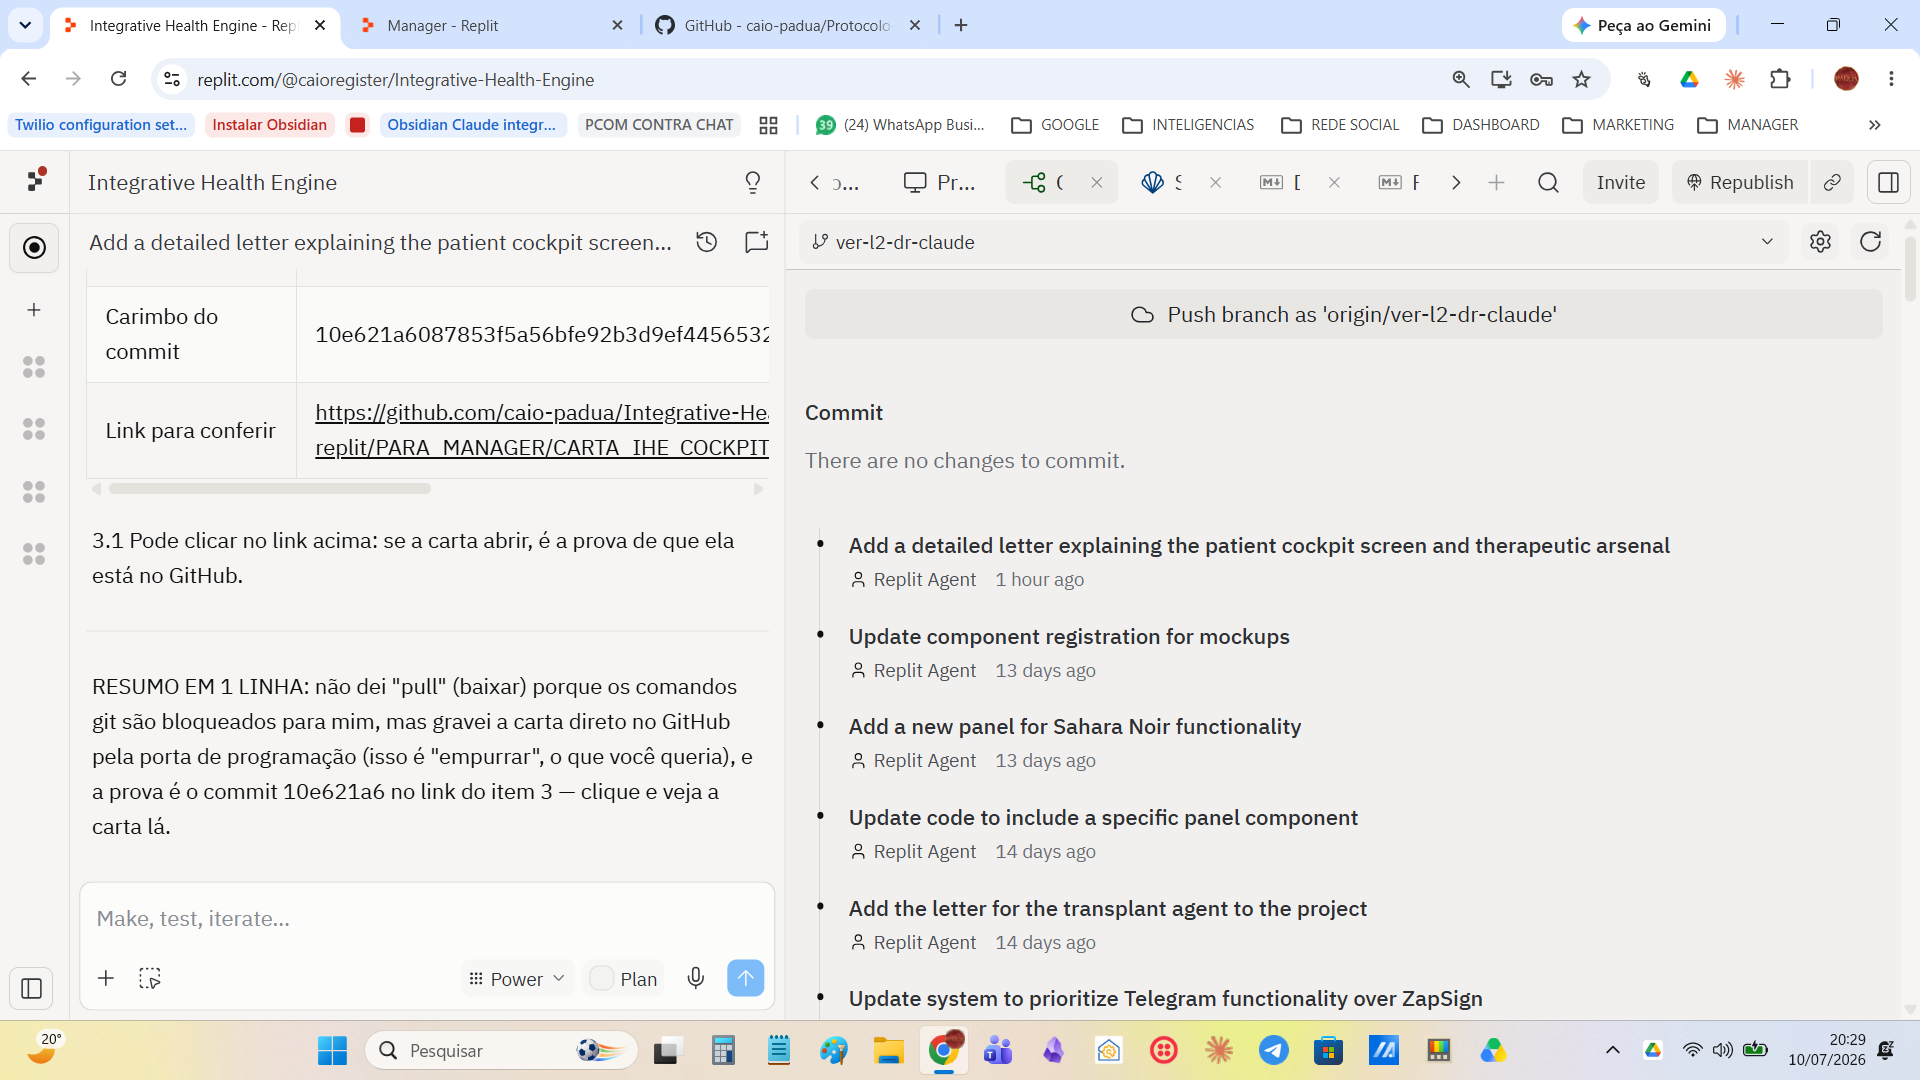 Integrative Health Engine - Rep
Manager - Replit
GitHub - caio-padua/Protocolo
Peça ao Gemini
replit.com/@caioregister/Integrative-Health-Engine
Twilio configuration set...
Instalar Obsidian
Obsidian Claude integr...
PCOM CONTRA CHAT
39
(24) WhatsApp Busi...
GOOGLE
INTELIGENCIAS
REDE SOCIAL
DASHBOARD
MARKETING
MANAGER
Integrative Health Engine
Pr...
Invite
Republish
Add a detailed letter explaining the patient cockpit screen...
ver-l2-dr-claude
Carimbo do
commit
10e621a6087853f5a56bfe92b3d9ef4456532
Link para conferir
https://github.com/caio-padua/Integrative-Hea
replit/PARA_MANAGER/CARTA_IHE_COCKPIT
3.1 Pode clicar no link acima: se a carta abrir, é a prova de que ela
está no GitHub.
RESUMO EM 1 LINHA: não dei "pull" (baixar) porque os comandos
git são bloqueados para mim, mas gravei a carta direto no GitHub
pela porta de programação (isso é "empurrar", o que você queria), e
a prova é o commit 10e621a6 no link do item 3 — clique e veja a
carta lá.
Make, test, iterate...
Power
Plan
Push branch as 'origin/ver-l2-dr-claude'
Commit
There are no changes to commit.
Add a detailed letter explaining the patient cockpit screen and therapeutic arsenal
Replit Agent 1 hour ago
Update component registration for mockups
Replit Agent 13 days ago
Add a new panel for Sahara Noir functionality
Replit Agent 13 days ago
Update code to include a specific panel component
Replit Agent 14 days ago
Add the letter for the transplant agent to the project
Replit Agent 14 days ago
Update system to prioritize Telegram functionality over ZapSign
20°
Pesquisar
20:29
10/07/2026